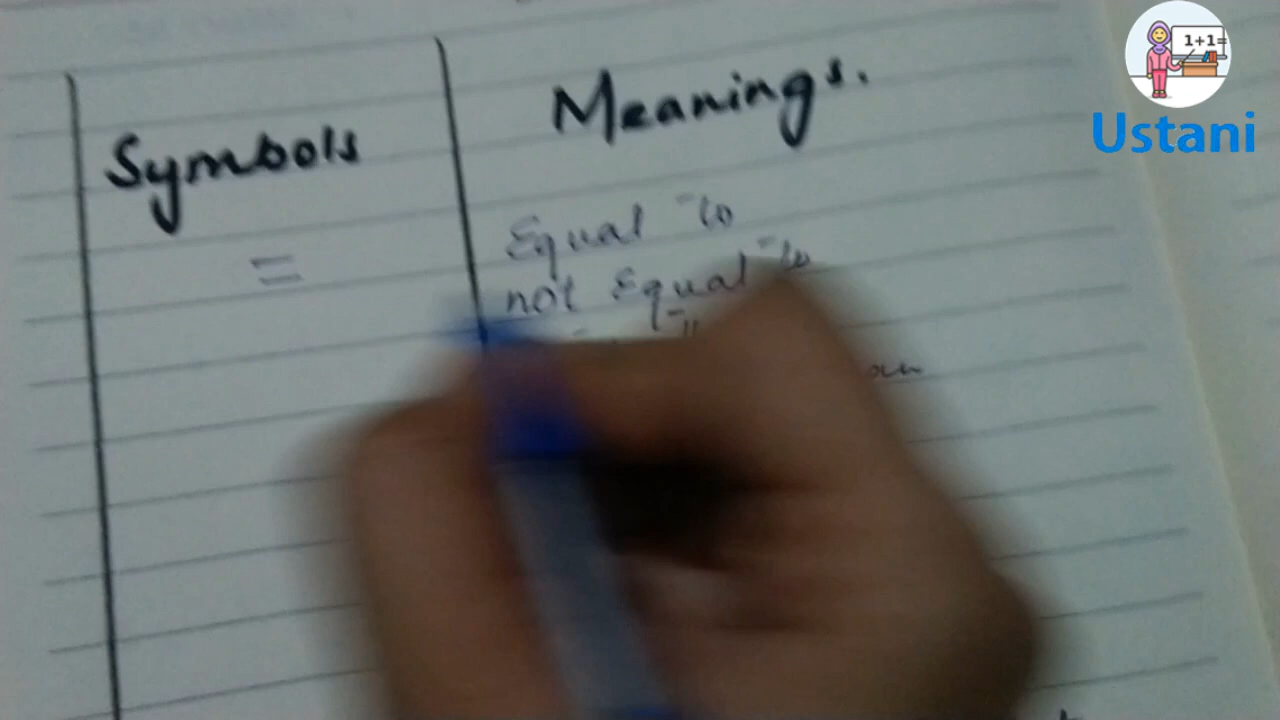 1+1=
Ustani
Symbols Meanings.
= Equal to
not Equal to